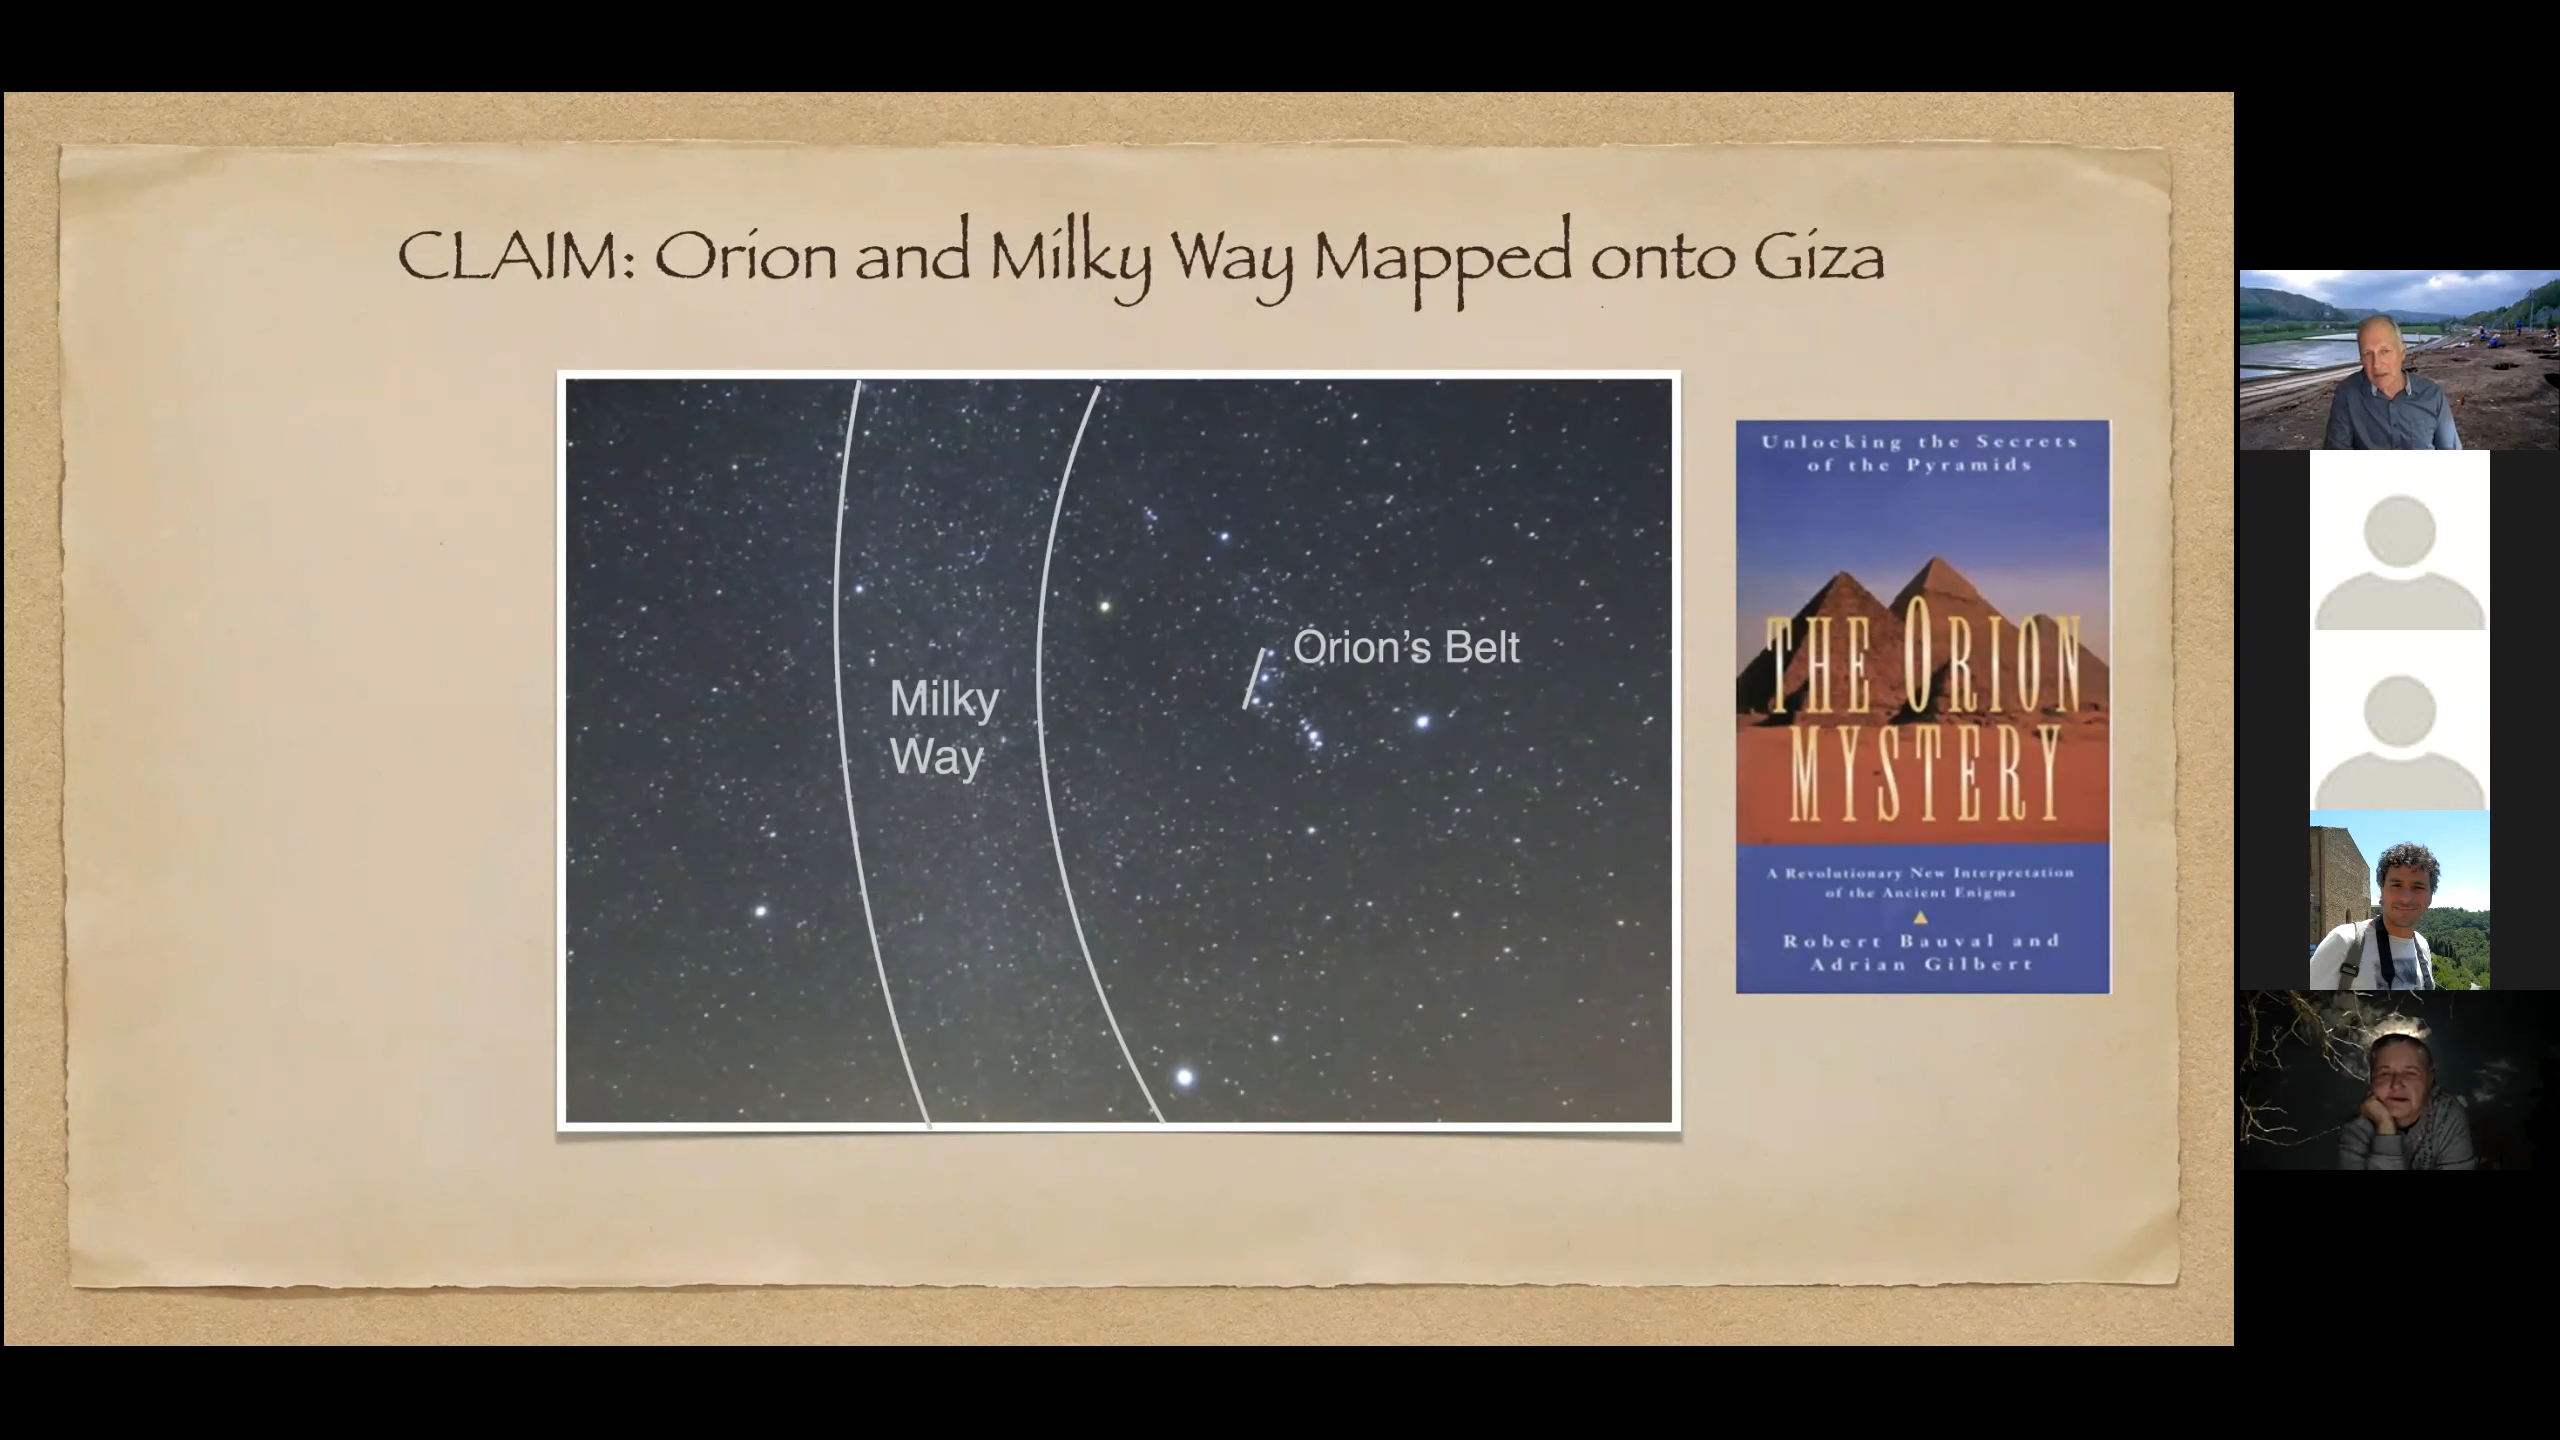 CLAIM: Orion and Milky Way Mapped onto Giza
Orion's Belt
Milky
Way
Unlocking the Secrets
of the Pyramids
THE ORION
MYSTERY
A Revolutionary New Interpretation
of the Ancient Enigma
Robert Bauval and
Adrian Gilbert